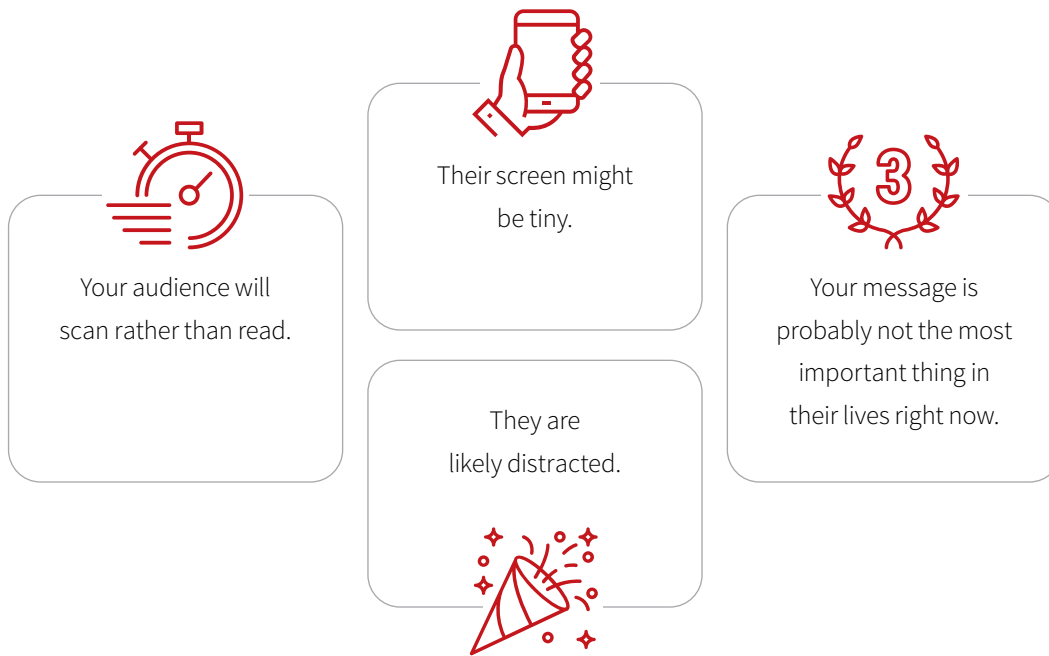 Your audience will
scan rather than read.
Their screen might
be tiny.
They are
likely distracted.
3
Your message is
probably not the most
important thing in
their lives right now.